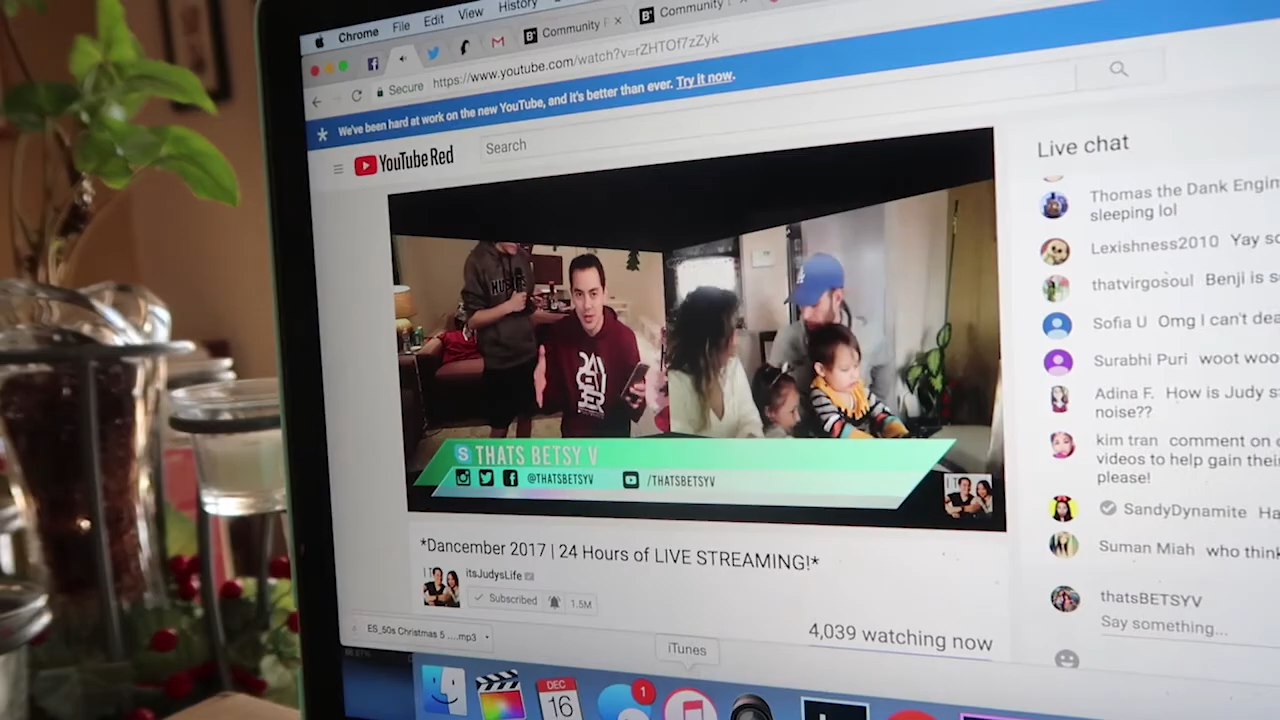 Chrome File Edit View History
Community
Community
Secure https://www.youtube.com/watch?v=rZHTOf7zZyk
We've been hard at work on the new YouTube, and it's better than ever. Try it now.
YouTube Red
Search
Live chat
Thomas the Dank Engin
sleeping lol
Lexishness2010 Yay so
thatvirgosoul Benji is s
Sofia U Omg I can't dea
Surabhi Puri woot woo
Adina F. How is Judy s
noise??
kim tran comment on
videos to help gain thei
please!
SandyDynamite Ha
Suman Miah who think
thatsBETSYV
Say something...
THATS BETSY V
@THATSBETSYV /THATSBETSYV
*Dancember 2017 | 24 Hours of LIVE STREAMING!*
itsJudysLife
Subscribed 1.5M
4,039 watching now
ES_50s Christmas 5 ....mp3
iTunes
DEC
16
1